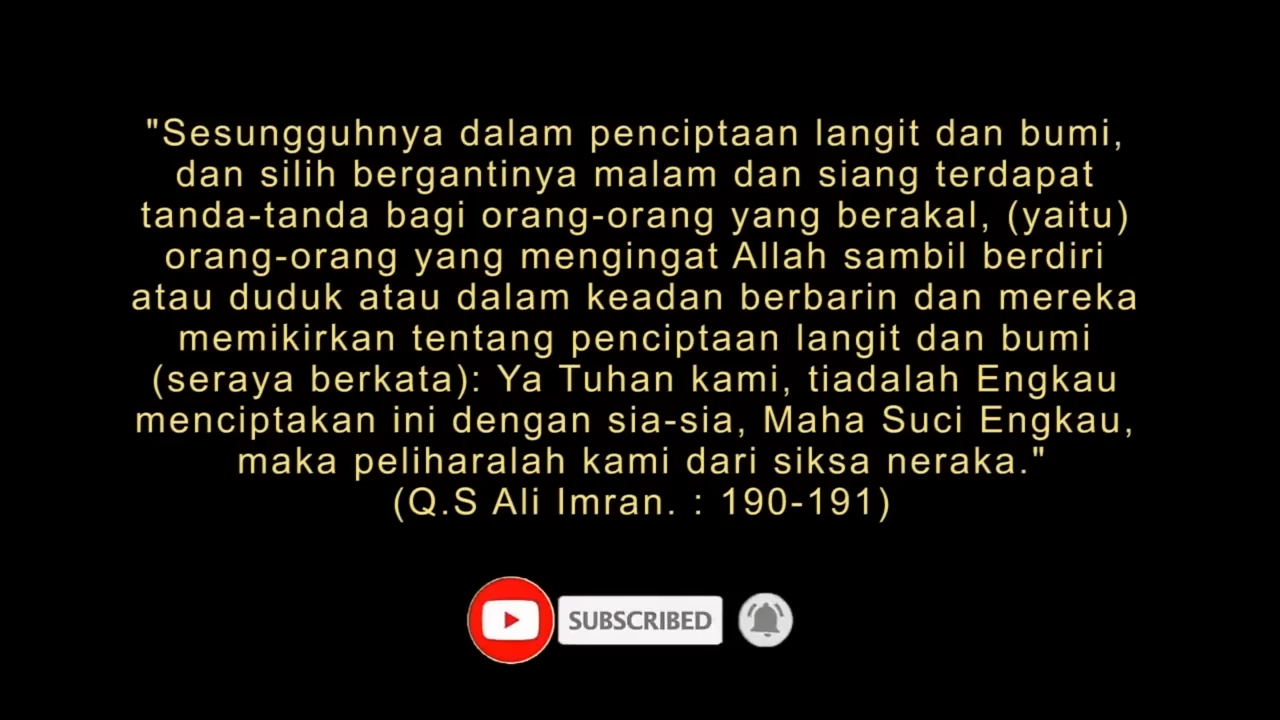 "Sesungguhnya dalam penciptaan langit dan bumi,
dan silih bergantinya malam dan siang terdapat
tanda-tanda bagi orang-orang yang berakal, (yaitu)
orang-orang yang mengingat Allah sambil berdiri
atau duduk atau dalam keadan berbarin dan mereka
memikirkan tentang penciptaan langit dan bumi
(seraya berkata): Ya Tuhan kami, tiadalah Engkau
menciptakan ini dengan sia-sia, Maha Suci Engkau,
maka peliharalah kami dari siksa neraka."
(Q.S Ali Imran. : 190-191)
SUBSCRIBED